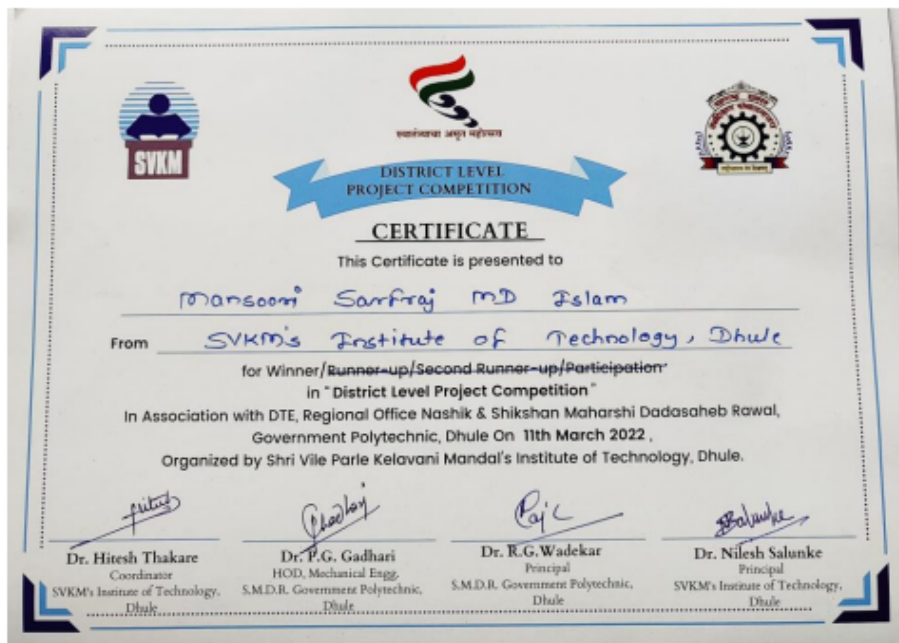 SVKM
स्वातंत्र्याचा अमृत महोत्सव
DISTRICT LEVEL
PROJECT COMPETITION
CERTIFICATE
This Certificate is presented to
Mansoori Sarfraj MD Islam
From SVKM's Institute of Technology, Dhule
for Winner/Runner-up/Second Runner-up/Participation
in "District Level Project Competition"
In Association with DTE, Regional Office Nashik & Shikshan Maharshi Dadasaheb Rawal,
Government Polytechnic, Dhule On 11th March 2022 ,
Organized by Shri Vile Parle Kelavani Mandal's Institute of Technology, Dhule.
Dr. Hitesh Thakare
Coordinator
SVKM's Institute of Technology,
Dhule
Dr. P.G. Gadhari
HOD, Mechanical Engg.
S.M.D.R. Government Polytechnic,
Dhule
Dr. R.G.Wadekar
Principal
S.M.D.R. Government Polytechnic,
Dhule
Dr. Nilesh Salunke
Principal
SVKM's Institute of Technology,
Dhule